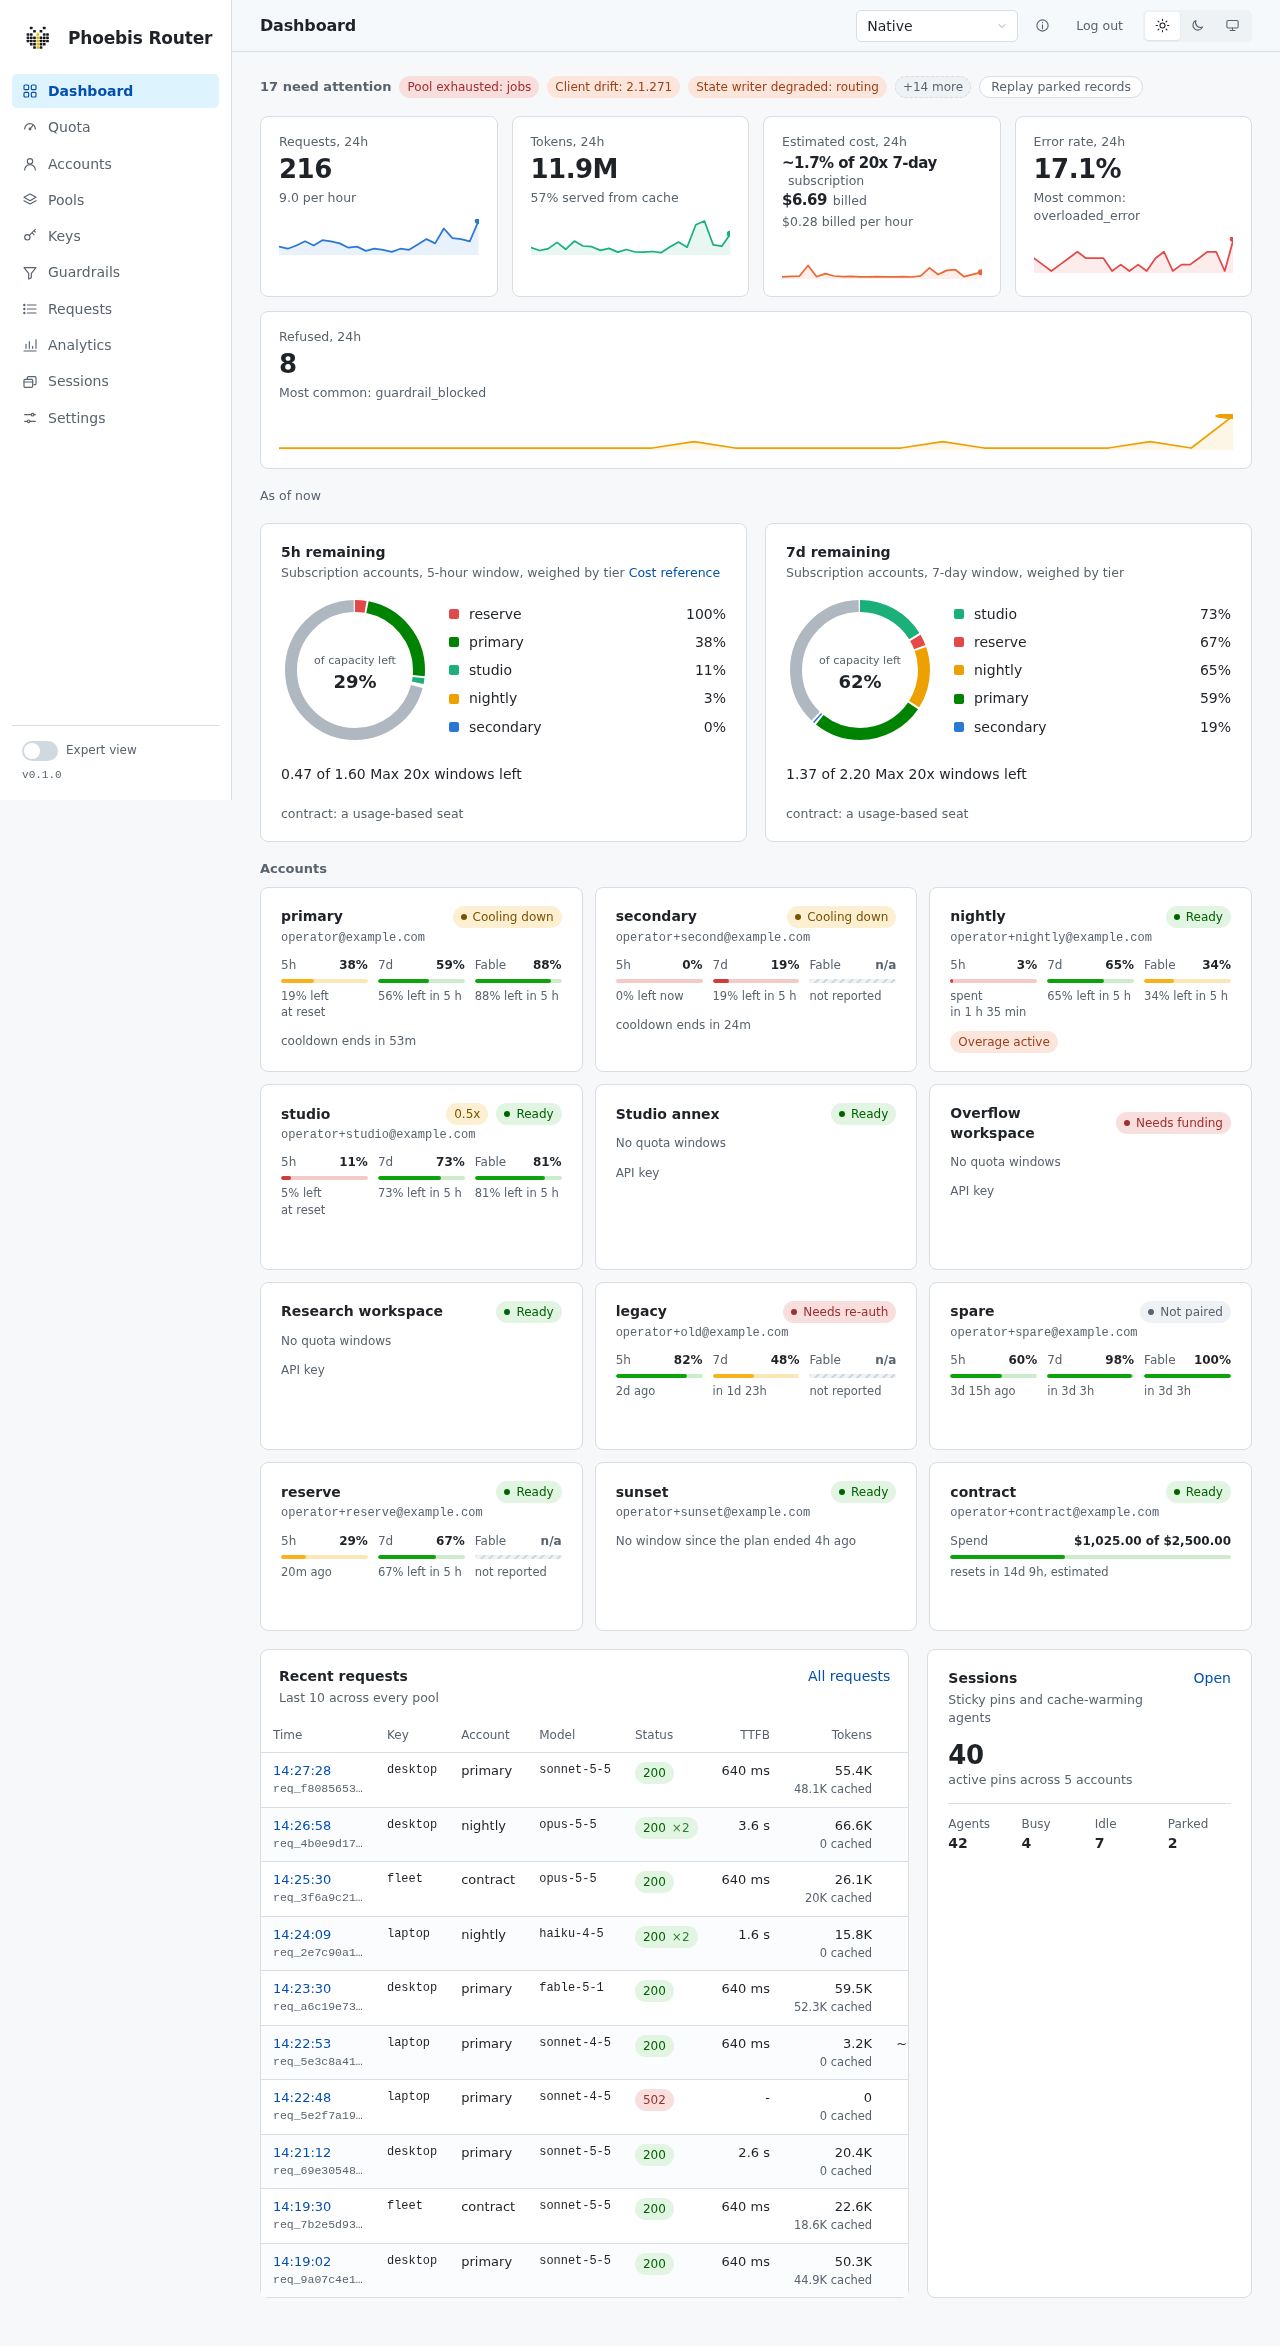 Phoebis Router
Dashboard
Quota
Accounts
Pools
Keys
Guardrails
Requests
Analytics
Sessions
Settings
Expert view
v0.1.0
Dashboard
Native
Log out
17 need attention Pool exhausted: jobs Client drift: 2.1.271 State writer degraded: routing +14 more Replay parked records
Requests, 24h
216
9.0 per hour
Tokens, 24h
11.9M
57% served from cache
Estimated cost, 24h
~1.7% of 20x 7-day
subscription
$6.69 billed
$0.28 billed per hour
Error rate, 24h
17.1%
Most common:
overloaded_error
Refused, 24h
8
Most common: guardrail_blocked
As of now
5h remaining
Subscription accounts, 5-hour window, weighed by tier Cost reference
of capacity left
29%
reserve 100%
primary 38%
studio 11%
nightly 3%
secondary 0%
0.47 of 1.60 Max 20x windows left
contract: a usage-based seat
7d remaining
Subscription accounts, 7-day window, weighed by tier
of capacity left
62%
studio 73%
reserve 67%
nightly 65%
primary 59%
secondary 19%
1.37 of 2.20 Max 20x windows left
contract: a usage-based seat
Accounts
primary Cooling down
operator@example.com
5h 38% 7d 59% Fable 88%
19% left 56% left in 5 h 88% left in 5 h
at reset
cooldown ends in 53m
secondary Cooling down
operator+second@example.com
5h 0% 7d 19% Fable n/a
0% left now 19% left in 5 h not reported
cooldown ends in 24m
nightly Ready
operator+nightly@example.com
5h 3% 7d 65% Fable 34%
spent 65% left in 5 h 34% left in 5 h
in 1 h 35 min
Overage active
studio 0.5x Ready
operator+studio@example.com
5h 11% 7d 73% Fable 81%
5% left 73% left in 5 h 81% left in 5 h
at reset
Studio annex Ready
No quota windows
API key
Overflow
workspace Needs funding
No quota windows
API key
Research workspace Ready
No quota windows
API key
legacy Needs re-auth
operator+old@example.com
5h 82% 7d 48% Fable n/a
2d ago in 1d 23h not reported
spare Not paired
operator+spare@example.com
5h 60% 7d 98% Fable 100%
3d 15h ago in 3d 3h in 3d 3h
reserve Ready
operator+reserve@example.com
5h 29% 7d 67% Fable n/a
20m ago 67% left in 5 h not reported
sunset Ready
operator+sunset@example.com
No window since the plan ended 4h ago
contract Ready
operator+contract@example.com
Spend $1,025.00 of $2,500.00
resets in 14d 9h, estimated
Recent requests All requests
Last 10 across every pool
Time Key Account Model Status TTFB Tokens
14:27:28 desktop primary sonnet-5-5 200 640 ms 55.4K
req_f8085653… 48.1K cached
14:26:58 desktop nightly opus-5-5 200 ×2 3.6 s 66.6K
req_4b0e9d17… 0 cached
14:25:30 fleet contract opus-5-5 200 640 ms 26.1K
req_3f6a9c21… 20K cached
14:24:09 laptop nightly haiku-4-5 200 ×2 1.6 s 15.8K
req_2e7c90a1… 0 cached
14:23:30 desktop primary fable-5-1 200 640 ms 59.5K
req_a6c19e73… 52.3K cached
14:22:53 laptop primary sonnet-4-5 200 640 ms 3.2K ~
req_5e3c8a41… 0 cached
14:22:48 laptop primary sonnet-4-5 502 - 0
req_5e2f7a19… 0 cached
14:21:12 desktop primary sonnet-5-5 200 2.6 s 20.4K
req_69e30548… 0 cached
14:19:30 fleet contract sonnet-5-5 200 640 ms 22.6K
req_7b2e5d93… 18.6K cached
14:19:02 desktop primary sonnet-5-5 200 640 ms 50.3K
req_9a07c4e1… 44.9K cached
Sessions Open
Sticky pins and cache-warming
agents
40
active pins across 5 accounts
Agents Busy Idle Parked
42 4 7 2